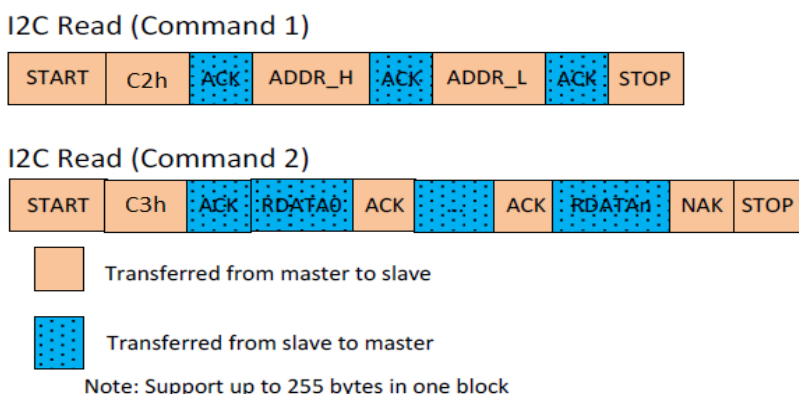 I2C Read (Command 1)
START C2h ACK ADDR_H ACK ADDR_L ACK STOP
I2C Read (Command 2)
START C3h ACK RDATA0 ACK ... ACK RDATAn NAK STOP
Transferred from master to slave
Transferred from slave to master
Note: Support up to 255 bytes in one block